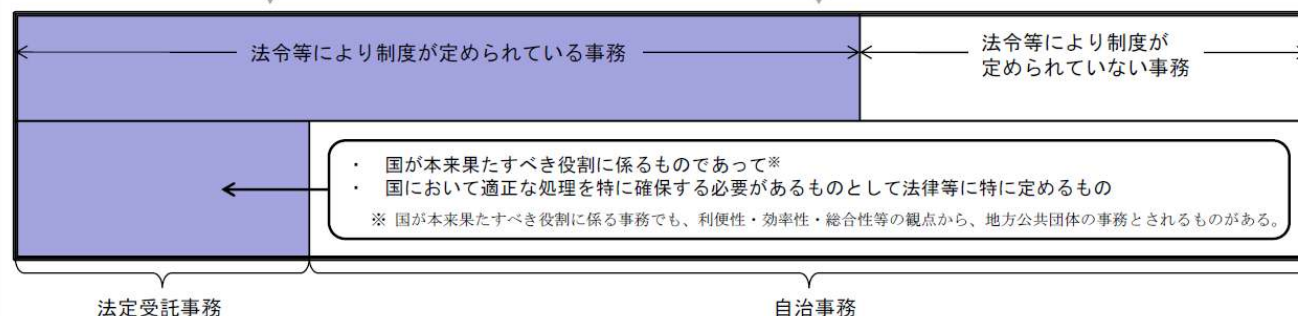 法令等により制度が定められている事務
法令等により制度が
定められていない事務
・ 国が本来果たすべき役割に係るものであって※
・ 国において適正な処理を特に確保する必要があるものとして法律等に特に定めるもの
※ 国が本来果たすべき役割に係る事務でも、利便性・効率性・総合性等の観点から、地方公共団体の事務とされるものがある。
法定受託事務
自治事務